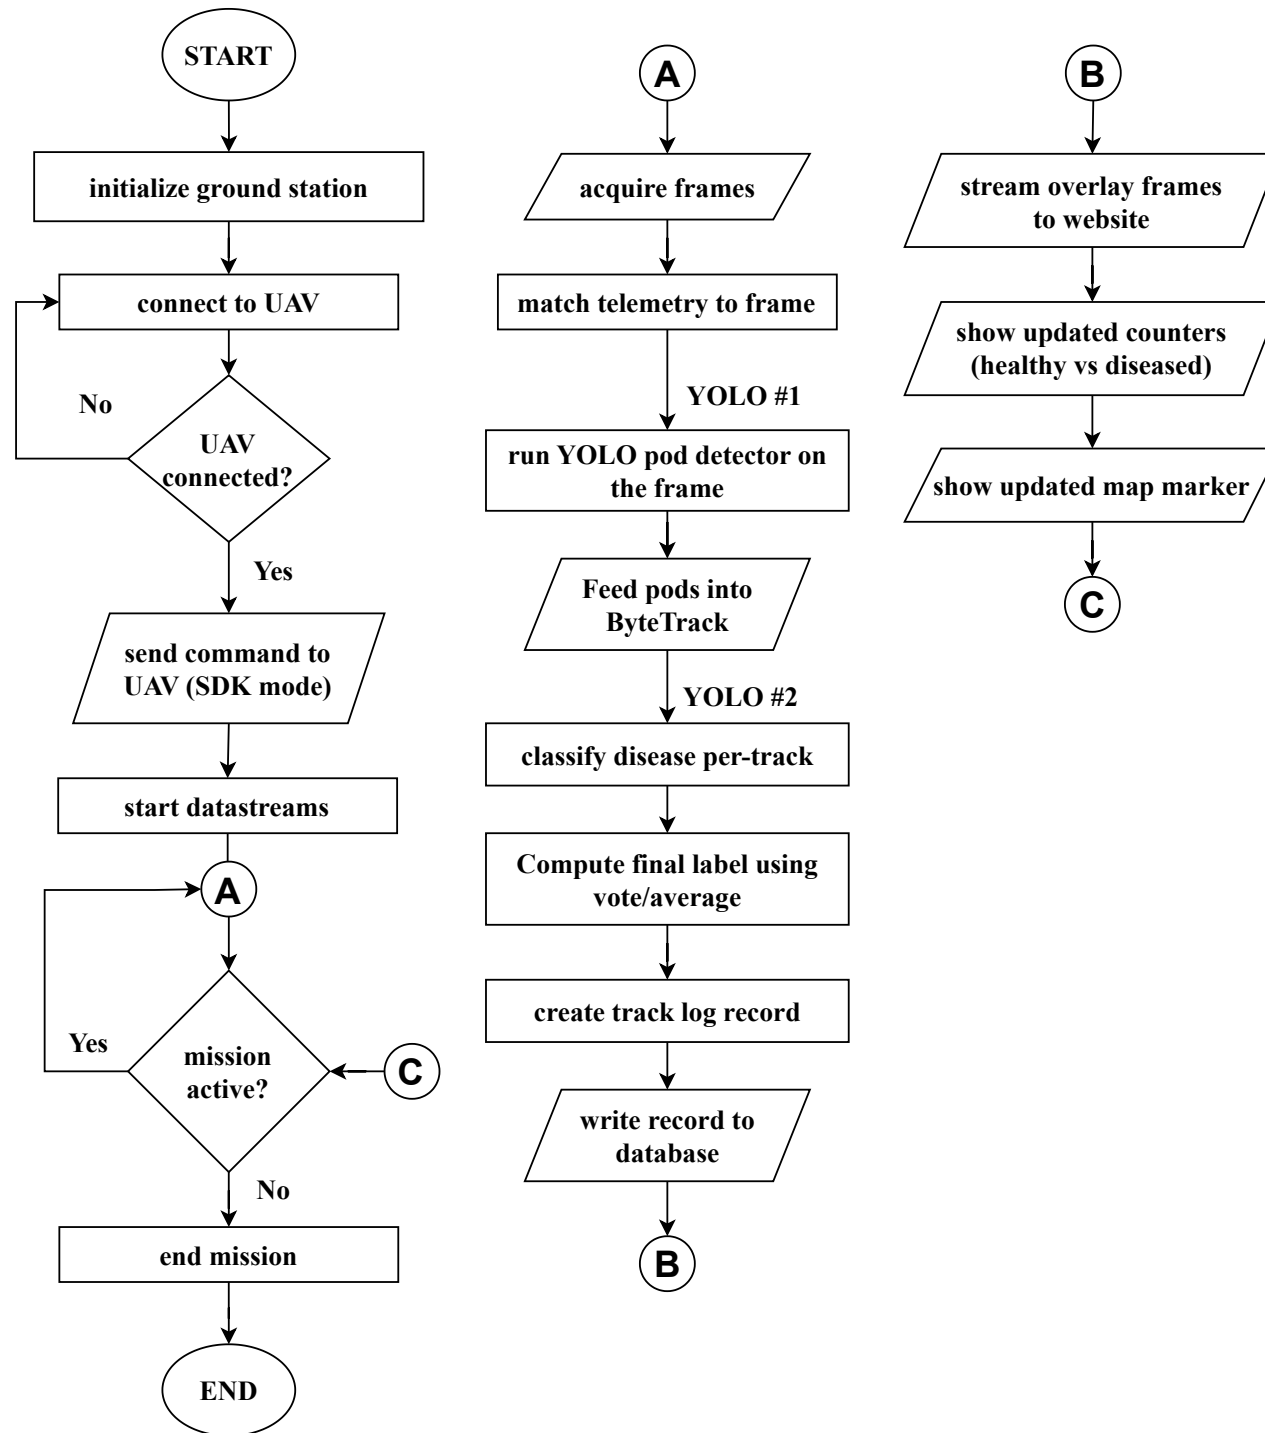 START
initialize ground station
connect to UAV
No
UAV
connected?
Yes
send command to
UAV (SDK mode)
start datastreams
A
Yes
mission
active?
C
No
end mission
END
A
acquire frames
match telemetry to frame
YOLO #1
run YOLO pod detector on
the frame
Feed pods into
ByteTrack
YOLO #2
classify disease per-track
Compute final label using
vote/average
create track log record
write record to
database
B
B
stream overlay frames
to website
show updated counters
(healthy vs diseased)
show updated map marker
C